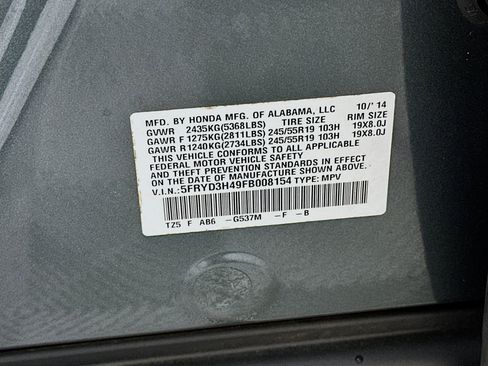 MFD. BY HONDA MFG. OF ALABAMA, LLC 10/'14
GVWR 2435KG(5368LBS) TIRE SIZE RIM SIZE
GAWR F 1275KG(2811LBS) 245/55R19 103H 19X8.0J
GAWR R 1240KG(2734LBS) 245/55R19 103H 19X8.0J
THIS VEHICLE CONFORMS TO ALL APPLICABLE
FEDERAL MOTOR VEHICLE SAFETY
AND THEFT PREVENTION STANDARDS IN EFFECT
ON THE DATE OF MANUFACTURE SHOWN ABOVE.
V.I.N.:5FRYD3H49FB008154 TYPE: MPV
TZ5 F AB6 -G537M -F -B